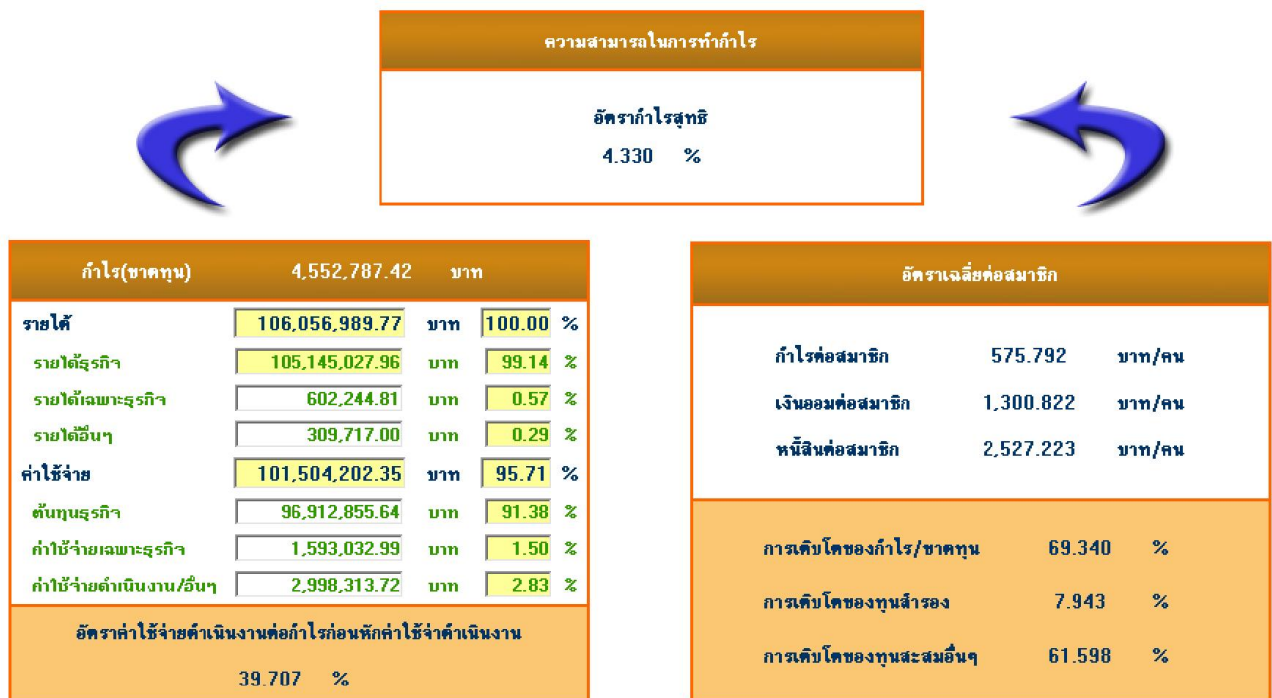 ความสามารถในการทำกำไร
อัตรากำไรสุทธิ
4.330 %
กำไร(ขาดทุน) 4,552,787.42 บาท
รายได้ 106,056,989.77 บาท 100.00 %
รายได้ธุรกิจ 105,145,027.96 บาท 99.14 %
รายได้เฉพาะธุรกิจ 602,244.81 บาท 0.57 %
รายได้อื่นๆ 309,717.00 บาท 0.29 %
ค่าใช้จ่าย 101,504,202.35 บาท 95.71 %
ต้นทุนธุรกิจ 96,912,855.64 บาท 91.38 %
ค่าใช้จ่ายเฉพาะธุรกิจ 1,593,032.99 บาท 1.50 %
ค่าใช้จ่ายดำเนินงาน/อื่นๆ 2,998,313.72 บาท 2.83 %
อัตราค่าใช้จ่ายดำเนินงานต่อกำไรก่อนหักค่าใช้จ่าดำเนินงาน
39.707 %
อัตราเฉลี่ยต่อสมาชิก
กำไรต่อสมาชิก 575.792 บาท/คน
เงินออมต่อสมาชิก 1,300.822 บาท/คน
หนี้สินต่อสมาชิก 2,527.223 บาท/คน
การเติบโตของกำไร/ขาดทุน 69.340 %
การเติบโตของทุนสำรอง 7.943 %
การเติบโตของทุนสะสมอื่นๆ 61.598 %